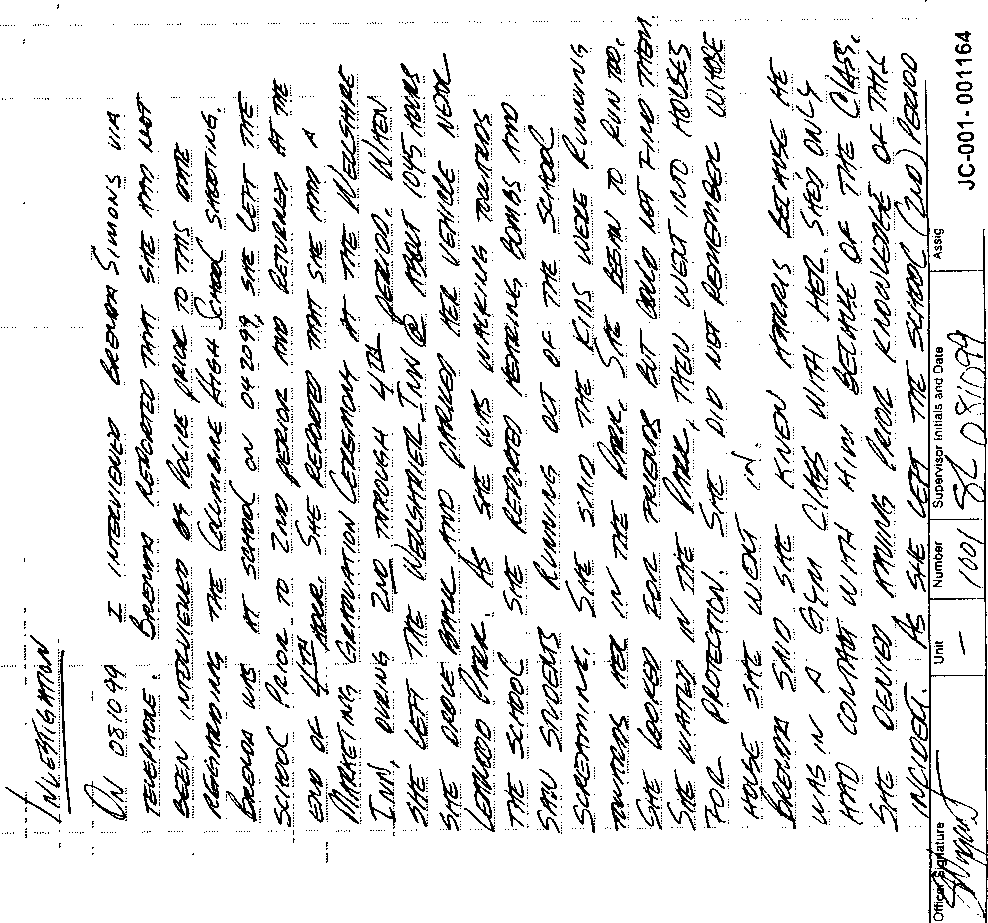 INVESTIGATION
ON 081099 I INTERVIEWED BRENDA SIMONS VIA
TELEPHONE. BRENDA REPORTED THAT SHE HAD NOT
BEEN INTERVIEWED BY POLICE PRIOR TO THIS DATE
REGARDING THE COLUMBINE HIGH SCHOOL SHOOTING.
BRENDA WAS AT SCHOOL ON 042099, SHE LEFT THE
SCHOOL PRIOR TO 2ND PERIOD AND RETURNED AT THE
END OF 4TH HOUR. SHE REPORTED THAT SHE HAD A
MARKETING GRADUATION CEREMONY AT THE WELLSHIRE
INN, DURING 2ND THROUGH 4TH PERIOD. WHEN
SHE LEFT THE WELSHRIER INN @ ABOUT 1045 HOURS
SHE DROVE BACK AND PARKED HER VEHICLE NEAR
LEAWOOD PARK. AS SHE WAS WALKING TOWARDS
THE SCHOOL SHE REPORTED HEARING BOMBS AND
SAW STUDENTS RUNNING OUT OF THE SCHOOL
SCREAMING. SHE SAID THE KIDS WERE RUNNING
TOWARDS HER IN THE PARK. SHE BEGAN TO RUN TOO.
SHE LOOKED FOR FRIENDS BUT COULD NOT FIND THEM.
SHE WAITED IN THE PARK, THEN WENT INTO HOUSES
FOR PROTECTION. SHE DID NOT REMEMBER WHOSE
HOUSE SHE WENT IN.
BRENDA SAID SHE KNEW HARRIS BECAUSE HE
WAS IN A GYM CLASS WITH HER. SHE'D ONLY
HAD CONTACT WITH HIM BECAUSE OF THE CLASS.
SHE DENIED HAVING PRIOR KNOWLEDGE OF THIS
INCIDENT. AS SHE LEFT THE SCHOOL (2ND) PERIOD
Officer Signature Unit Number Supervisor Initials and Date Assig
— 1001 081099
JC-001-001164